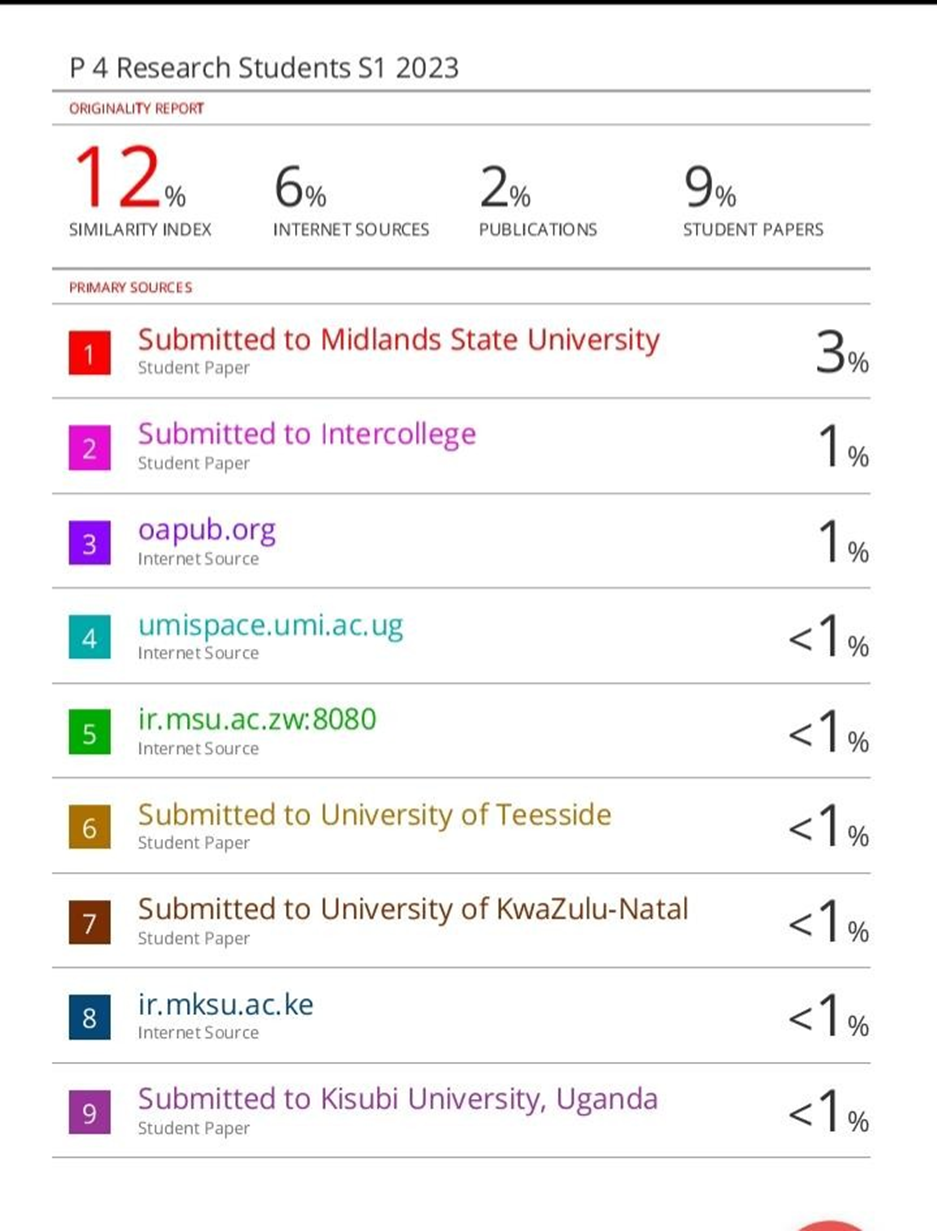 P 4 Research Students S1 2023
ORIGINALITY REPORT
12% 6% 2% 9%
SIMILARITY INDEX INTERNET SOURCES PUBLICATIONS STUDENT PAPERS
PRIMARY SOURCES
1 Submitted to Midlands State University 3%
Student Paper
2 Submitted to Intercollege 1%
Student Paper
3 oapub.org 1%
Internet Source
4 umispace.umi.ac.ug <1%
Internet Source
5 ir.msu.ac.zw:8080 <1%
Internet Source
6 Submitted to University of Teesside <1%
Student Paper
7 Submitted to University of KwaZulu-Natal <1%
Student Paper
8 ir.mksu.ac.ke <1%
Internet Source
9 Submitted to Kisubi University, Uganda <1%
Student Paper